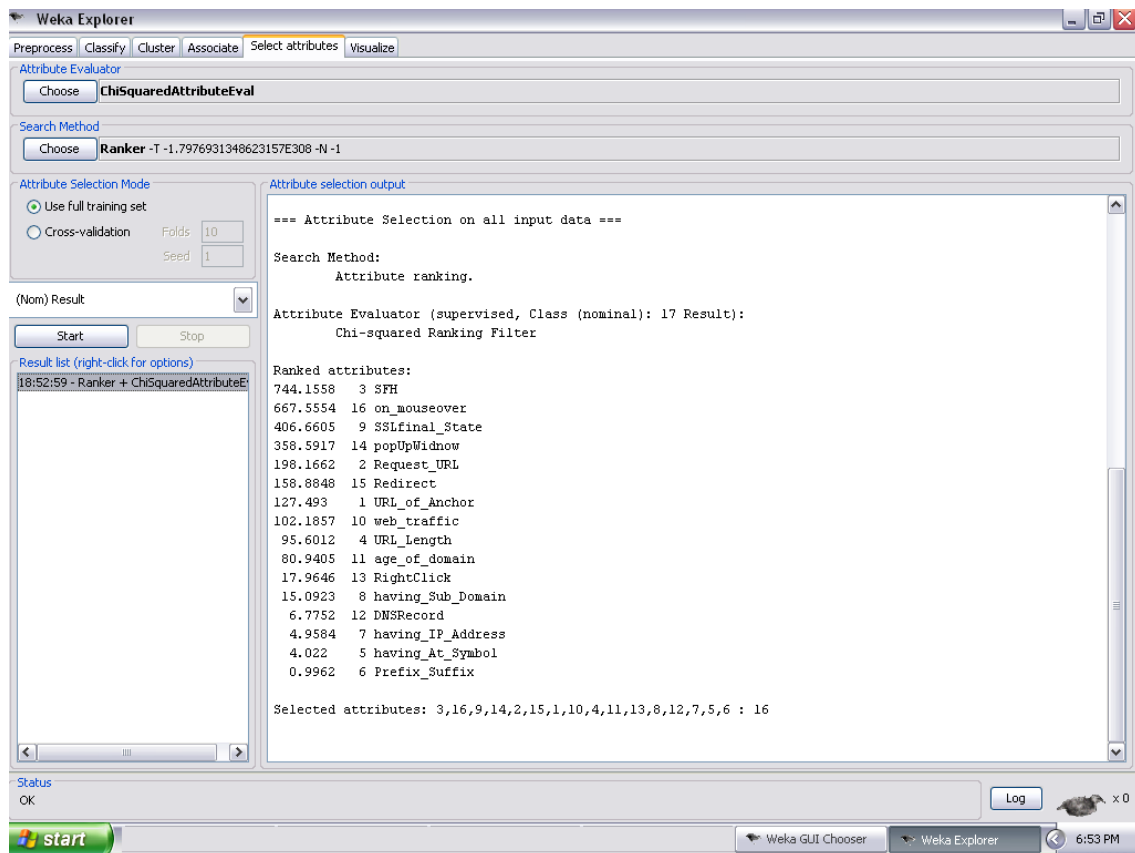 Weka Explorer
Preprocess Classify Cluster Associate Select attributes Visualize
Attribute Evaluator
Choose ChiSquaredAttributeEval
Search Method
Choose Ranker -T -1.7976931348623157E308 -N -1
Attribute Selection Mode
Use full training set
Cross-validation Folds 10
Seed 1
(Nom) Result
Start Stop
Result list (right-click for options)
18:52:59 - Ranker + ChiSquaredAttributeE
Attribute selection output
=== Attribute Selection on all input data ===
Search Method:
Attribute ranking.
Attribute Evaluator (supervised, Class (nominal): 17 Result):
Chi-squared Ranking Filter
Ranked attributes:
744.1558 3 SFH
667.5554 16 on_mouseover
406.6605 9 SSLfinal_State
358.5917 14 popUpWidnow
198.1662 2 Request_URL
158.8848 15 Redirect
127.493 1 URL_of_Anchor
102.1857 10 web_traffic
95.6012 4 URL_Length
80.9405 11 age_of_domain
17.9646 13 RightClick
15.0923 8 having_Sub_Domain
6.7752 12 DNSRecord
4.9584 7 having_IP_Address
4.022 5 having_At_Symbol
0.9962 6 Prefix_Suffix
Selected attributes: 3,16,9,14,2,15,1,10,4,11,13,8,12,7,5,6 : 16
Status
OK
Log x 0
start Weka GUI Chooser Weka Explorer 6:53 PM